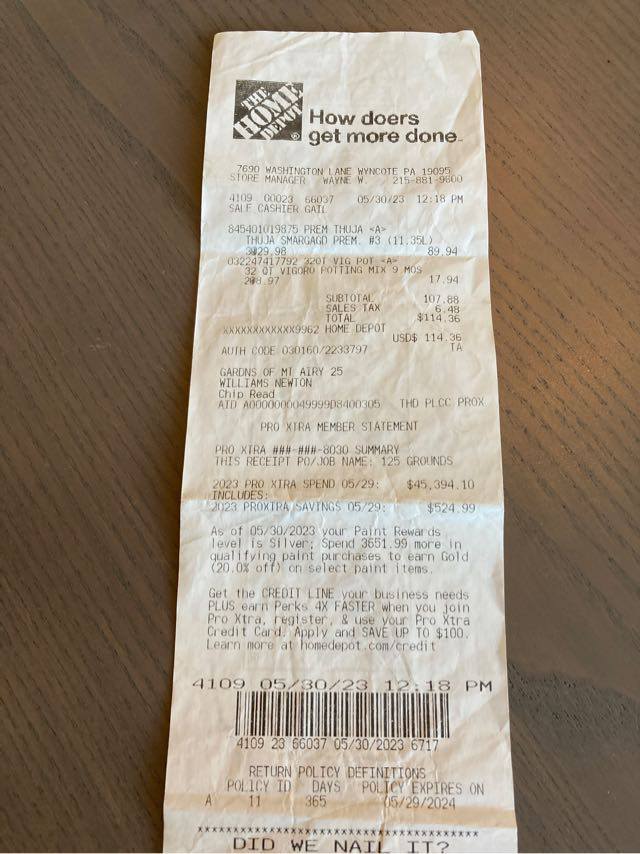 THE
HOME
DEPOT
®
How doers
get more done™
7690 WASHINGTON LANE WYNCOTE PA 19095
STORE MANAGER WAYNE W. 215-881-9600
4109 00023 66037 05/30/23 12:18 PM
SALE CASHIER GAIL
845401019875 PREM THUJA <A>
THUJA SMARGAGD PREM. #3 (11.35L)
3@29.98 89.94
032247417792 32QT VIG POT <A>
32 QT VIGORO POTTING MIX 9 MOS
2@8.97 17.94
SUBTOTAL 107.88
SALES TAX 6.48
TOTAL $114.36
XXXXXXXXXXXX9962 HOME DEPOT
USD$ 114.36
AUTH CODE 030160/2233797 TA
GARDNS OF MT AIRY 25
WILLIAMS NEWTON
Chip Read
AID A0000000049999D8400305 THD PLCC PROX
PRO XTRA MEMBER STATEMENT
PRO XTRA ###-###-8030 SUMMARY
THIS RECEIPT PO/JOB NAME: 125 GROUNDS
2023 PRO XTRA SPEND 05/29: $45,394.10
INCLUDES:
2023 PROXTRA SAVINGS 05/29: $524.99
As of 05/30/2023 your Paint Rewards
level is Silver; Spend 3651.99 more in
qualifying paint purchases to earn Gold
(20.0% off) on select paint items.
Get the CREDIT LINE your business needs
PLUS earn Perks 4X FASTER when you join
Pro Xtra, register, & use your Pro Xtra
Credit Card. Apply and SAVE UP TO $100.
Learn more at homedepot.com/credit
4109 05/30/23 12:18 PM
4109 23 66037 05/30/2023 6717
RETURN POLICY DEFINITIONS
POLICY ID DAYS POLICY EXPIRES ON
A 11 365 05/29/2024
****************************************
DID WE NAIL IT?